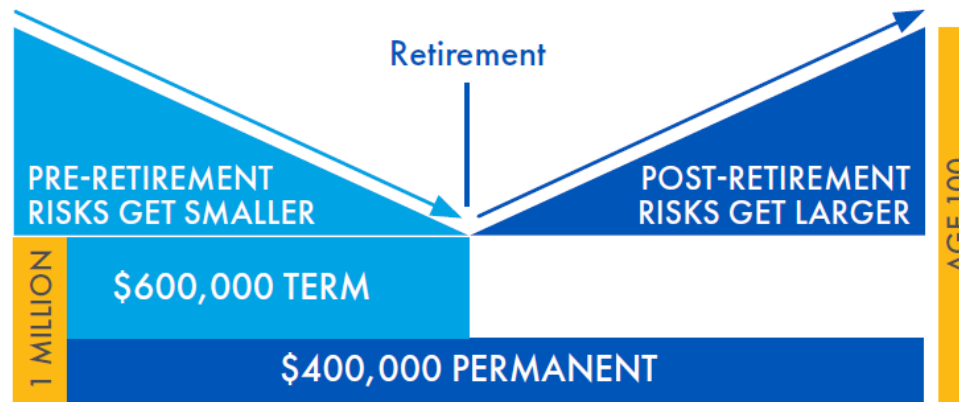 Retirement
PRE-RETIREMENT
RISKS GET SMALLER
POST-RETIREMENT
RISKS GET LARGER
AGE 100
1 MILLION
$600,000 TERM
$400,000 PERMANENT